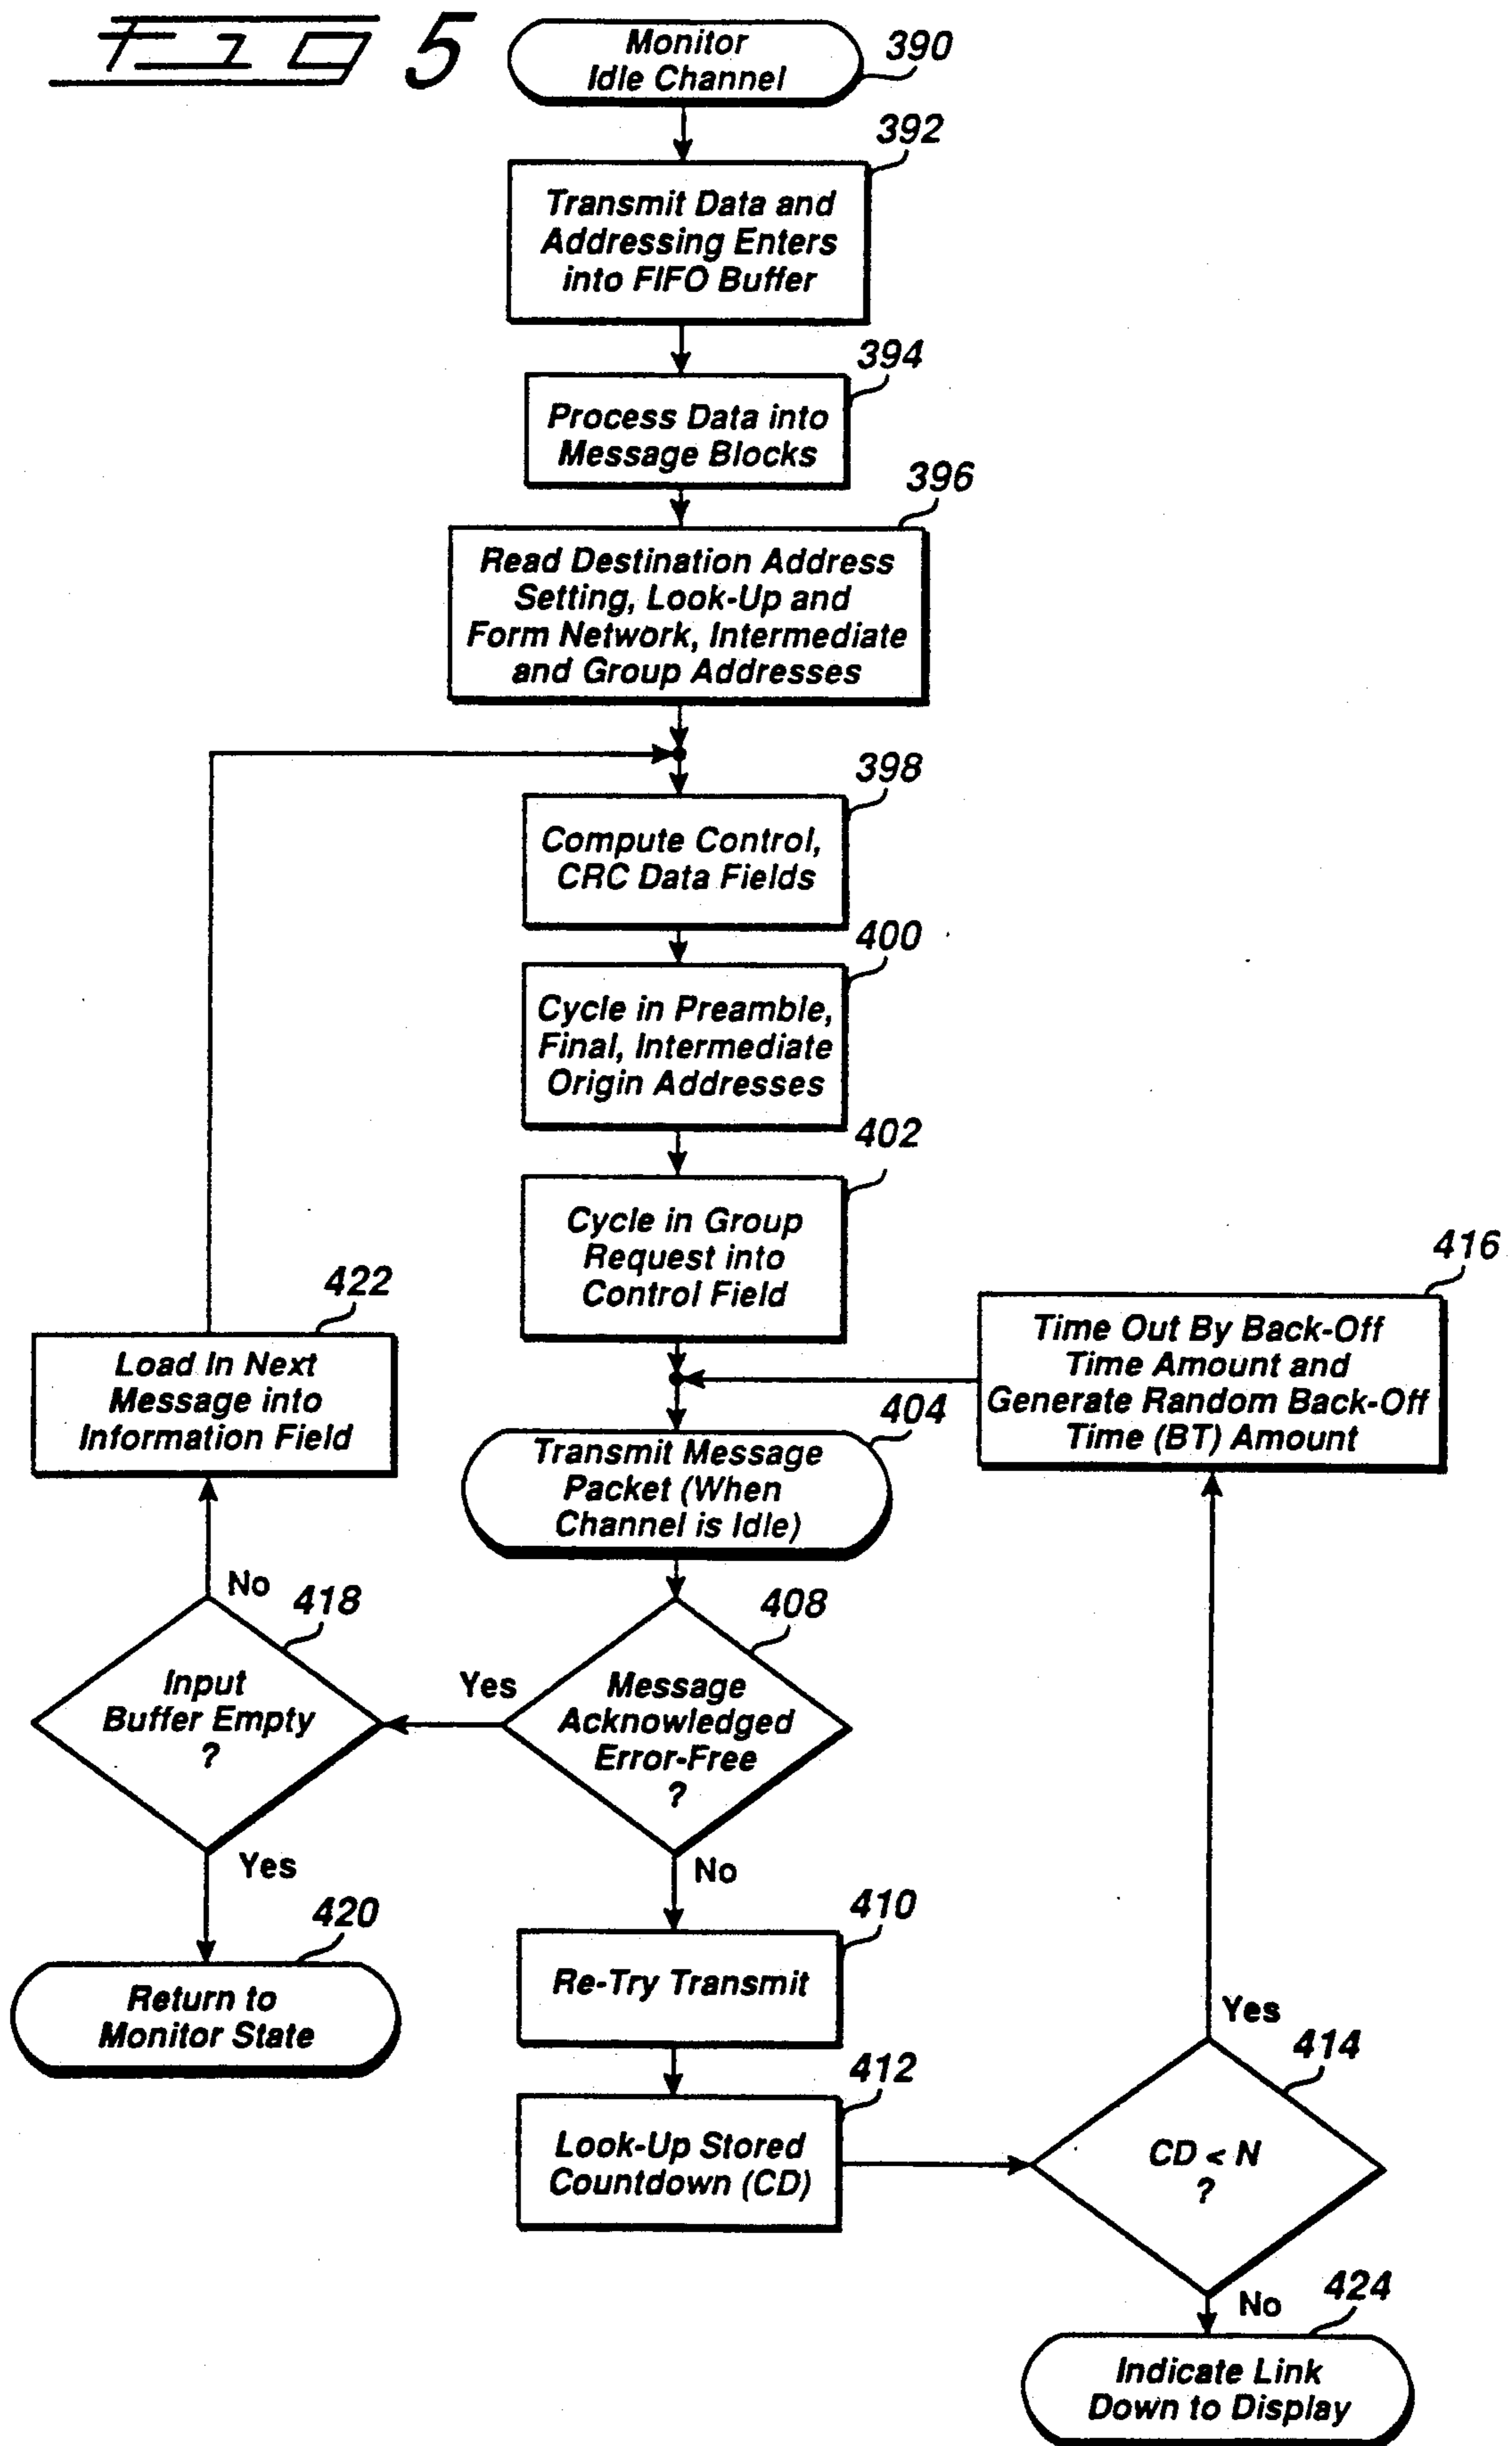 FIG 5
Monitor
Idle Channel
390
392
Transmit Data and
Addressing Enters
into FIFO Buffer
394
Process Data into
Message Blocks
396
Read Destination Address
Setting, Look-Up and
Form Network, Intermediate
and Group Addresses
398
Compute Control,
CRC Data Fields
400
Cycle in Preamble,
Final, Intermediate
Origin Addresses
402
Cycle in Group
Request into
Control Field
416
Time Out By Back-Off
Time Amount and
Generate Random Back-Off
Time (BT) Amount
422
Load In Next
Message into
Information Field
404
Transmit Message
Packet (When
Channel is Idle)
No
418
Input
Buffer Empty
?
Yes
408
Message
Acknowledged
Error-Free
?
Yes
420
Return to
Monitor State
No
410
Re-Try Transmit
412
Look-Up Stored
Countdown (CD)
Yes
414
CD < N
?
No
424
Indicate Link
Down to Display